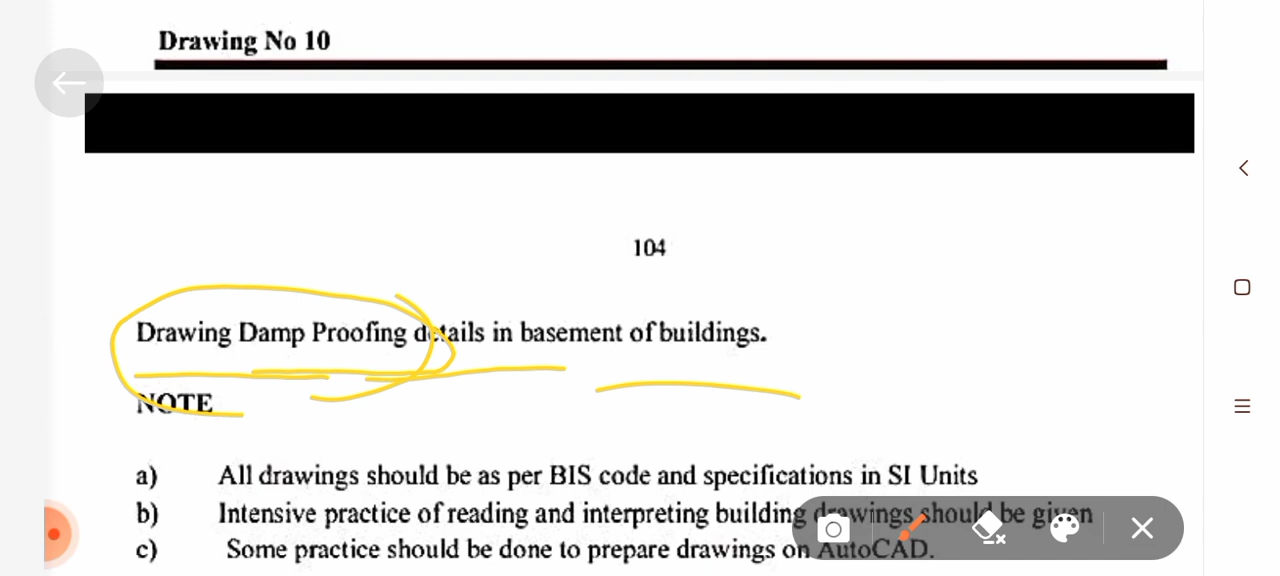 Drawing No 10
104
Drawing Damp Proofing details in basement of buildings.
NOTE
a) All drawings should be as per BIS code and specifications in SI Units
b) Intensive practice of reading and interpreting building drawings should be given
c) Some practice should be done to prepare drawings on AutoCAD.